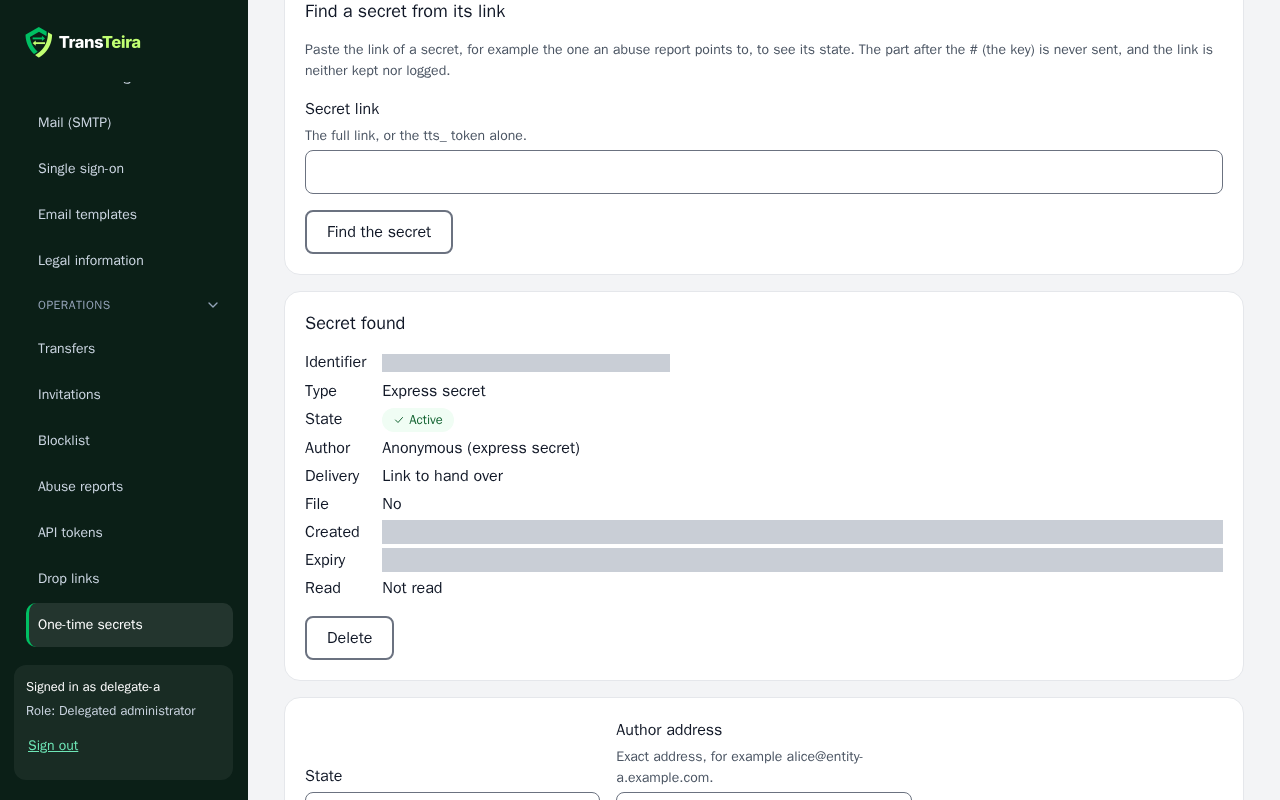 TransTeira
Mail (SMTP)
Single sign-on
Email templates
Legal information
OPERATIONS
Transfers
Invitations
Blocklist
Abuse reports
API tokens
Drop links
One-time secrets
Signed in as delegate-a
Role: Delegated administrator
Sign out
Find a secret from its link
Paste the link of a secret, for example the one an abuse report points to, to see its state. The part after the # (the key) is never sent, and the link is
neither kept nor logged.
Secret link
The full link, or the tts_ token alone.
Find the secret
Secret found
Identifier
Type Express secret
State Active
Author Anonymous (express secret)
Delivery Link to hand over
File No
Created
Expiry
Read Not read
Delete
State
Author address
Exact address, for example alice@entity-
a.example.com.